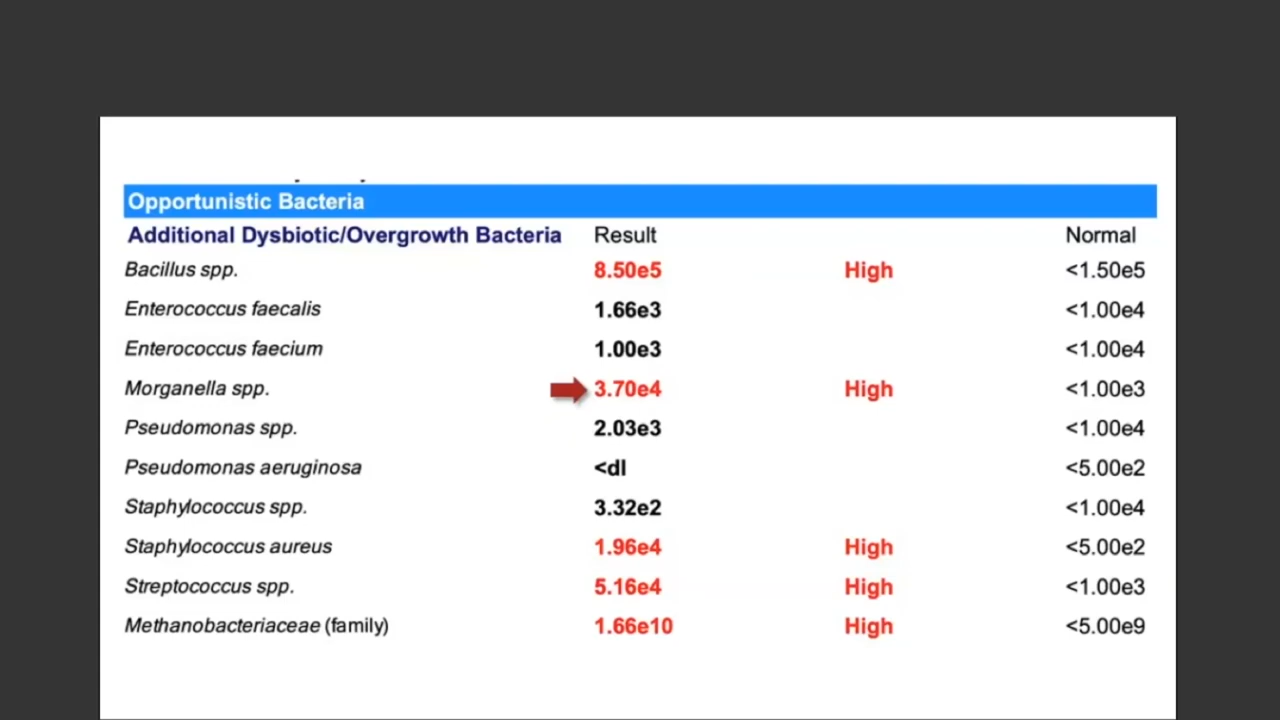 Opportunistic Bacteria
Additional Dysbiotic/Overgrowth Bacteria Result Normal
Bacillus spp. 8.50e5 High <1.50e5
Enterococcus faecalis 1.66e3 <1.00e4
Enterococcus faecium 1.00e3 <1.00e4
Morganella spp. 3.70e4 High <1.00e3
Pseudomonas spp. 2.03e3 <1.00e4
Pseudomonas aeruginosa <dl <5.00e2
Staphylococcus spp. 3.32e2 <1.00e4
Staphylococcus aureus 1.96e4 High <5.00e2
Streptococcus spp. 5.16e4 High <1.00e3
Methanobacteriaceae (family) 1.66e10 High <5.00e9